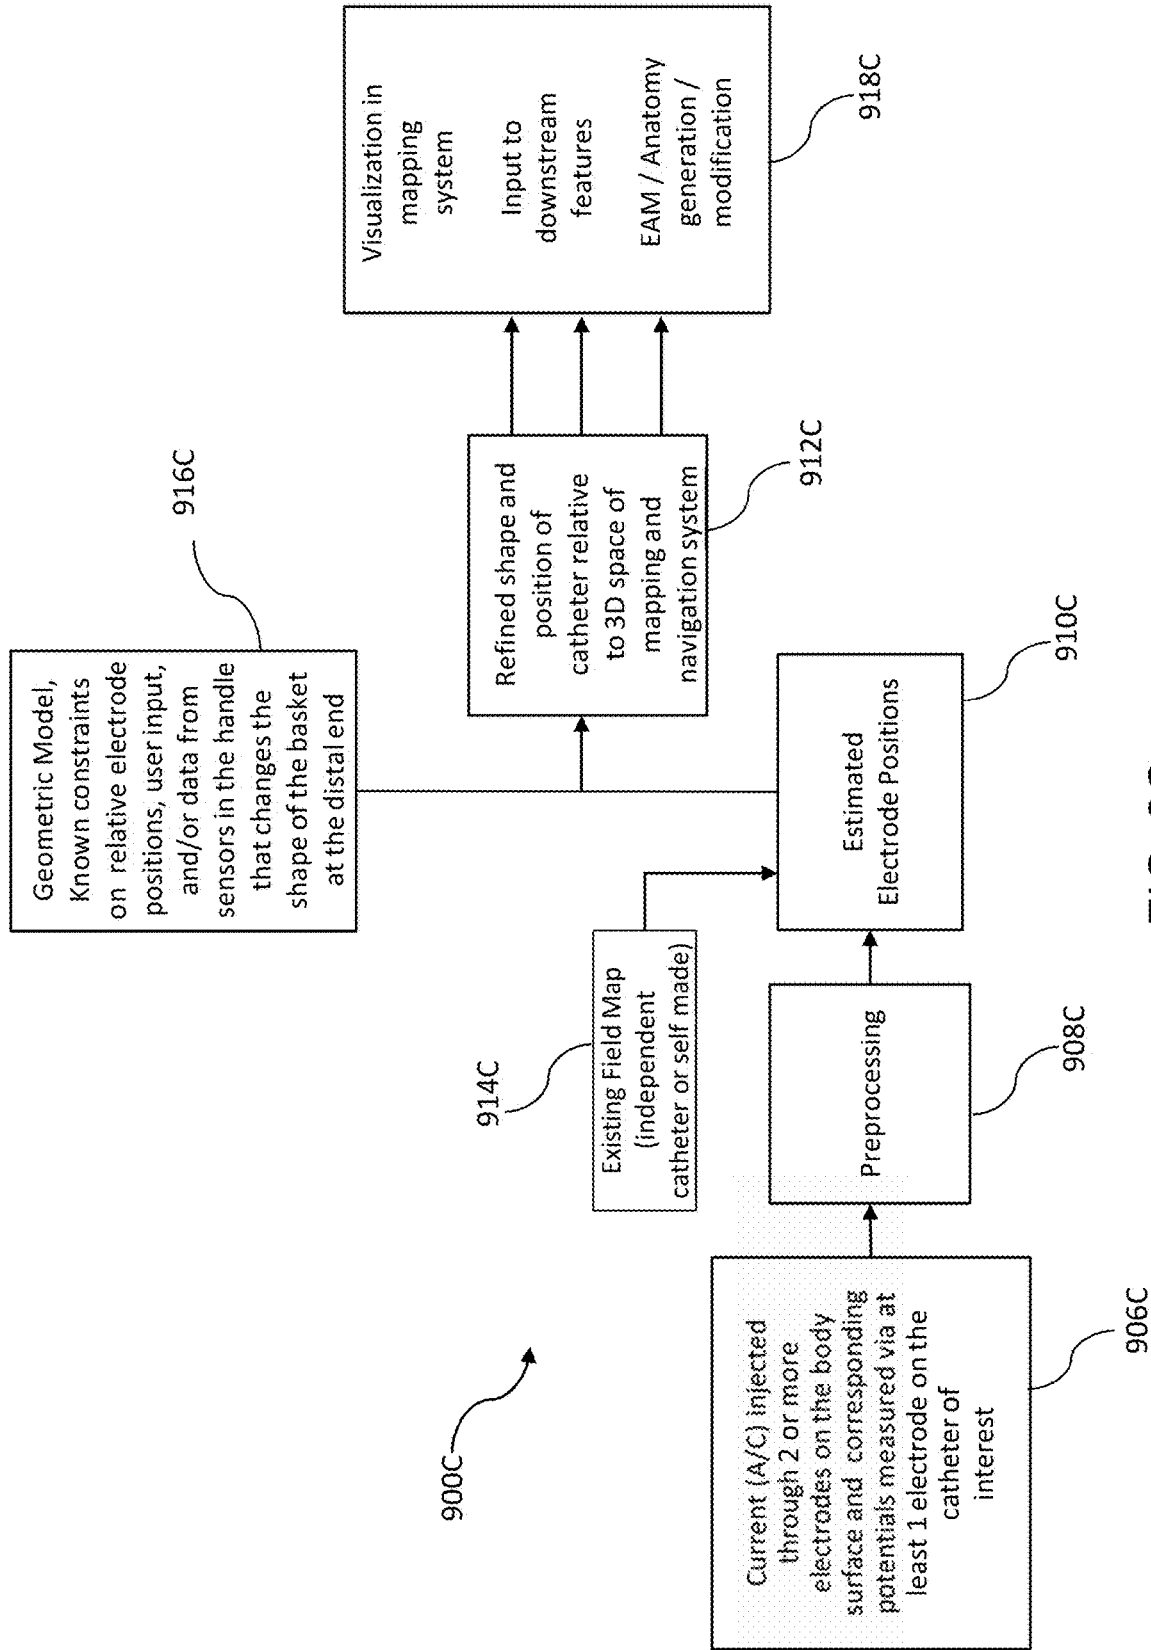 Current (A/C) injected
through 2 or more
electrodes on the body
surface and corresponding
potentials measured via at
least 1 electrode on the
catheter of
interest
906C
900C
Preprocessing
908C
Existing Field Map
(independent
catheter or self made)
914C
Estimated
Electrode Positions
910C
Geometric Model,
Known constraints
on relative electrode
positions, user input,
and/or data from
sensors in the handle
that changes the
shape of the basket
at the distal end
916C
Refined shape and
position of
catheter relative
to 3D space of
mapping and
navigation system
912C
Visualization in
mapping
system
Input to
downstream
features
EAM / Anatomy
generation /
modification
918C